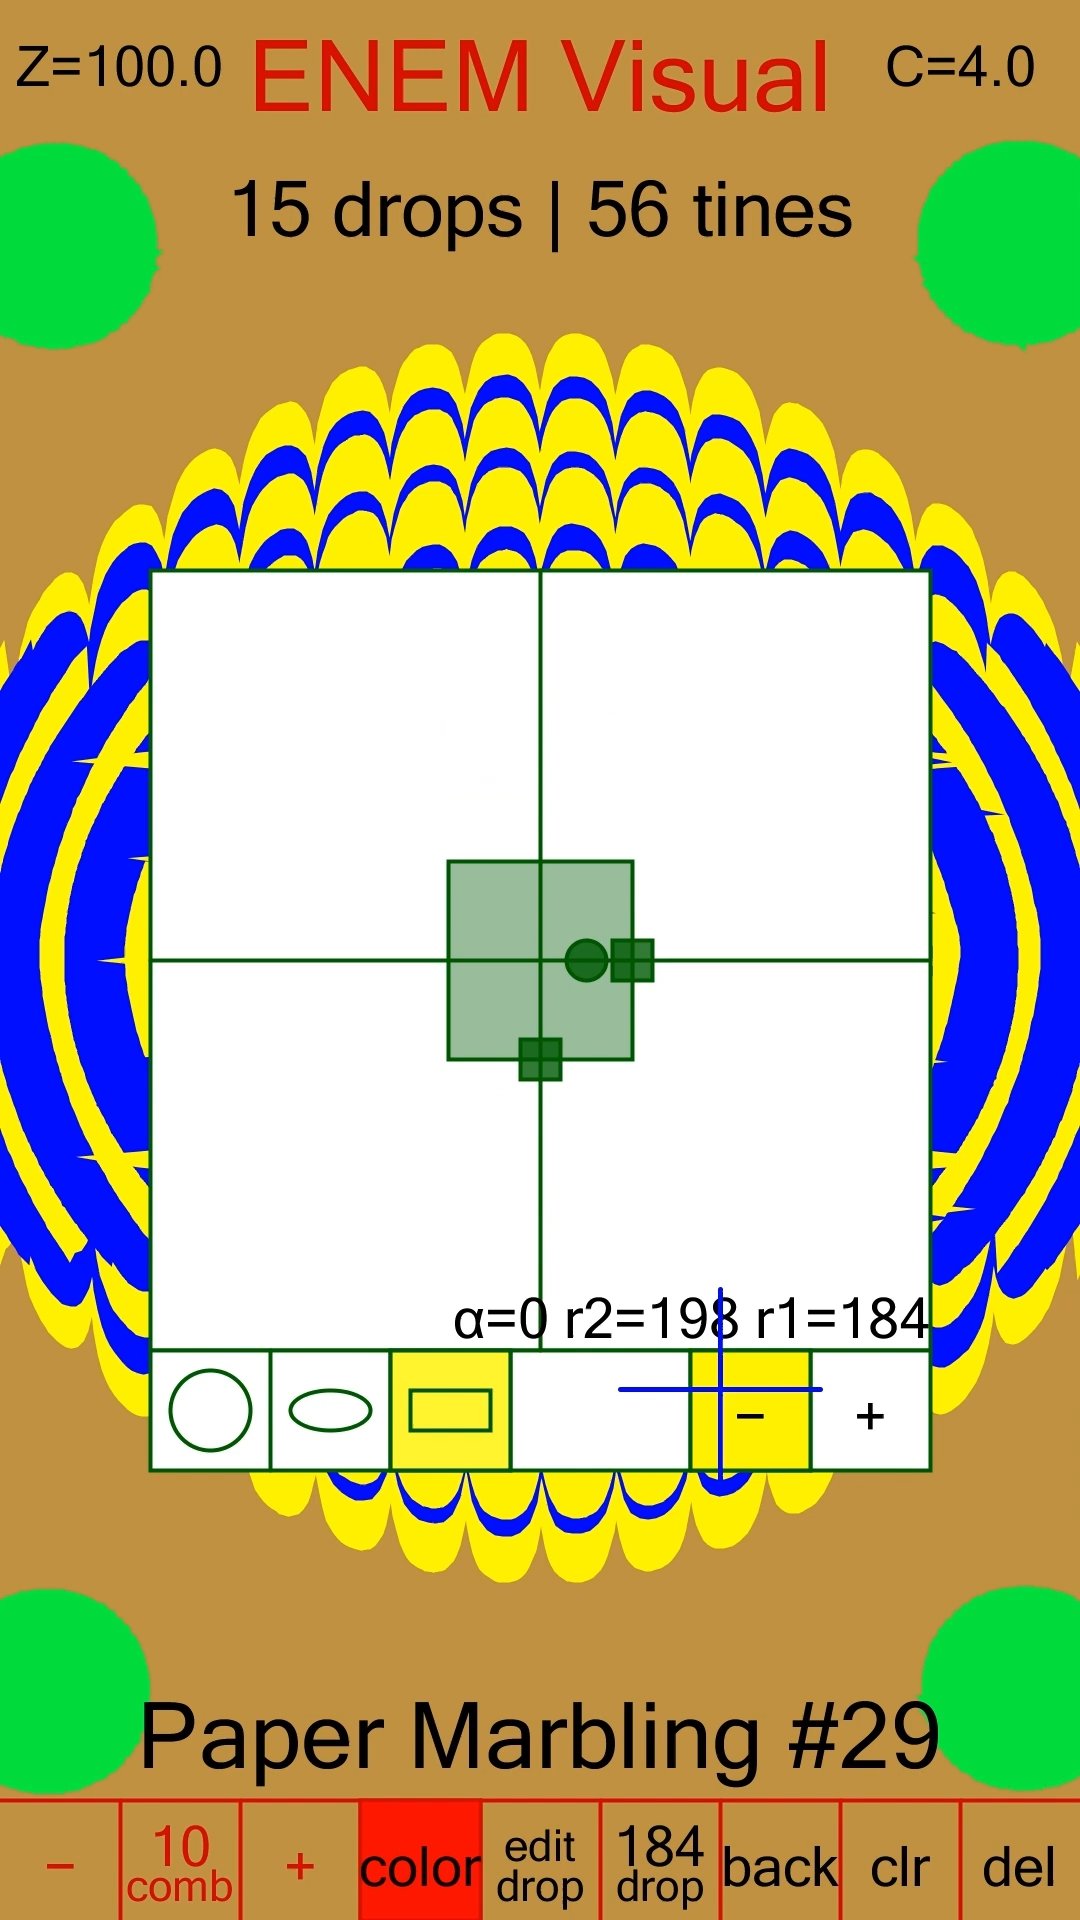 Z=100.0 ENEM Visual C=4.0
15 drops | 56 tines
α=0 r2=198 r1=184
− +
Paper Marbling #29
− 10 comb + color edit drop 184 drop back clr del